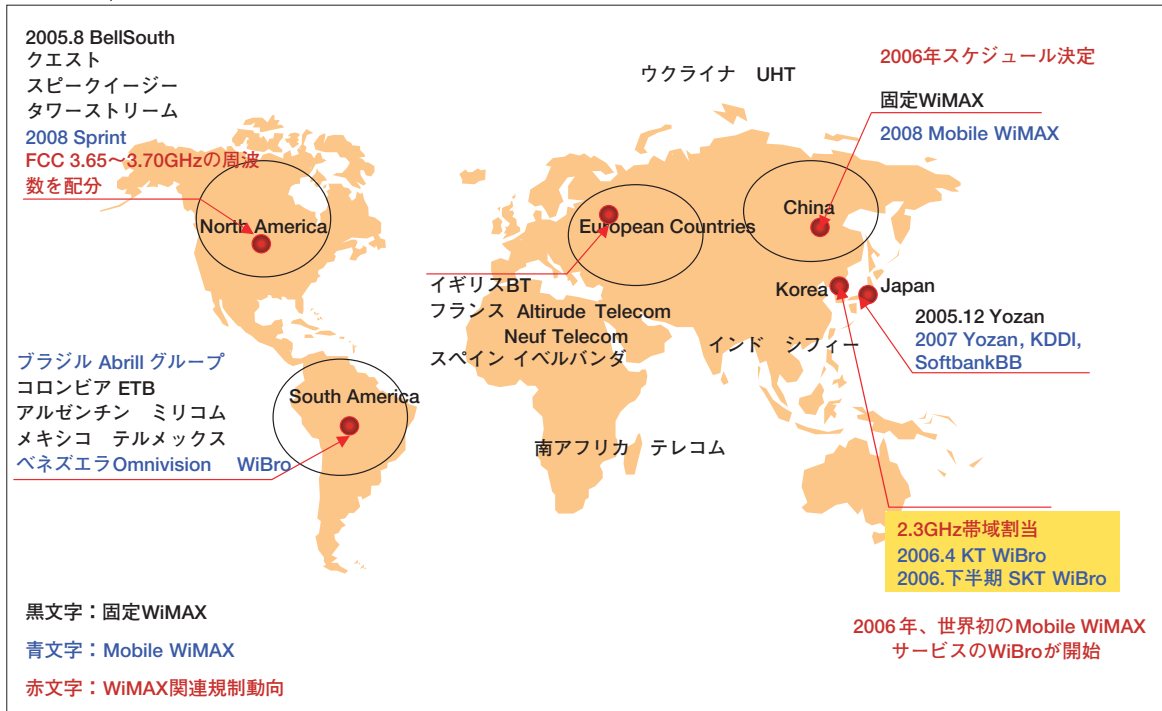 2005.8 BellSouth
クエスト
スピークイージー
タワーストリーム
2008 Sprint
FCC 3.65～3.70GHzの周波
数を配分
North America
ウクライナ　UHT
2006年スケジュール決定
固定WiMAX
2008 Mobile WiMAX
China
European Countries
イギリスBT
フランス Altirude Telecom
Neuf Telecom
スペイン イベルバンダ
Korea
Japan
2005.12 Yozan
2007 Yozan, KDDI,
SoftbankBB
インド　シフィー
ブラジル Abrill グループ
コロンビア ETB
アルゼンチン　ミリコム
メキシコ　テルメックス
ベネズエラOmnivision　WiBro
South America
南アフリカ　テレコム
2.3GHz帯域割当
2006.4 KT WiBro
2006.下半期 SKT WiBro
2006年、世界初のMobile WiMAX
サービスのWiBroが開始
黒文字：固定WiMAX
青文字：Mobile WiMAX
赤文字：WiMAX関連規制動向